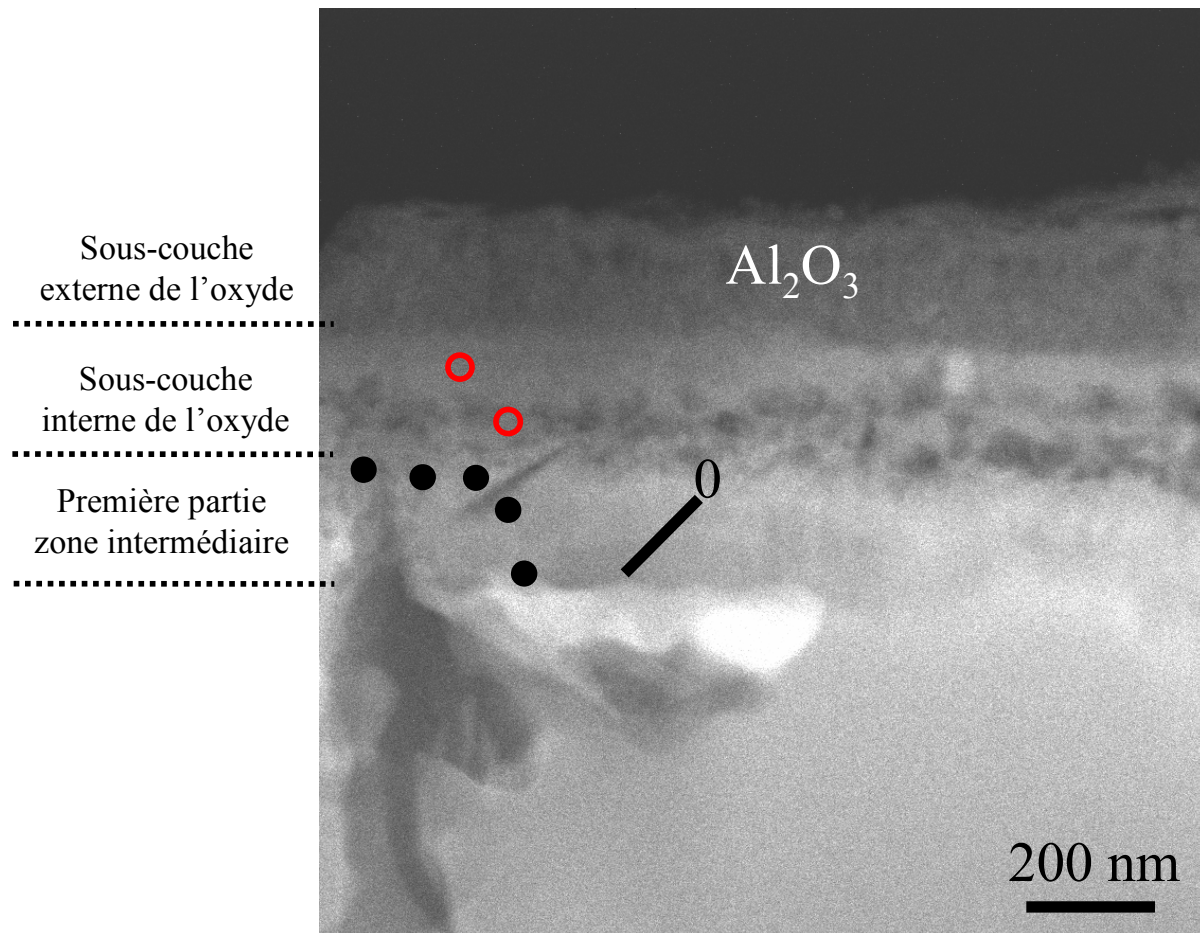 Sous-couche
externe de l’oxyde
Al₂O₃
Sous-couche
interne de l’oxyde
0
Première partie
zone intermédiaire
200 nm